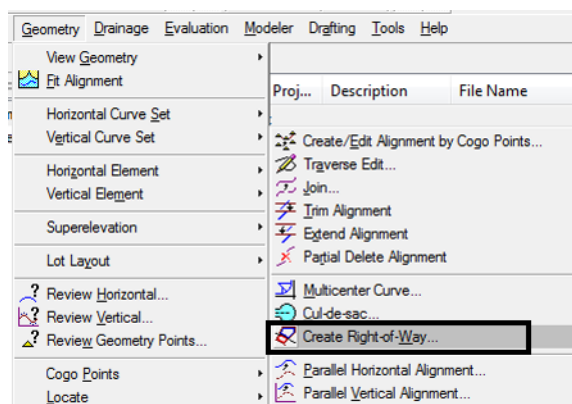 Geometry Drainage Evaluation Modeler Drafting Tools Help
View Geometry
Fit Alignment
Horizontal Curve Set
Vertical Curve Set
Horizontal Element
Vertical Element
Superelevation
Lot Layout
Review Horizontal...
Review Vertical...
Review Geometry Points...
Cogo Points
Locate
Proj... Description File Name
Create/Edit Alignment by Cogo Points...
Traverse Edit...
Join...
Trim Alignment
Extend Alignment
Partial Delete Alignment
Multicenter Curve...
Cul-de-sac...
Create Right-of-Way...
Parallel Horizontal Alignment...
Parallel Vertical Alignment...